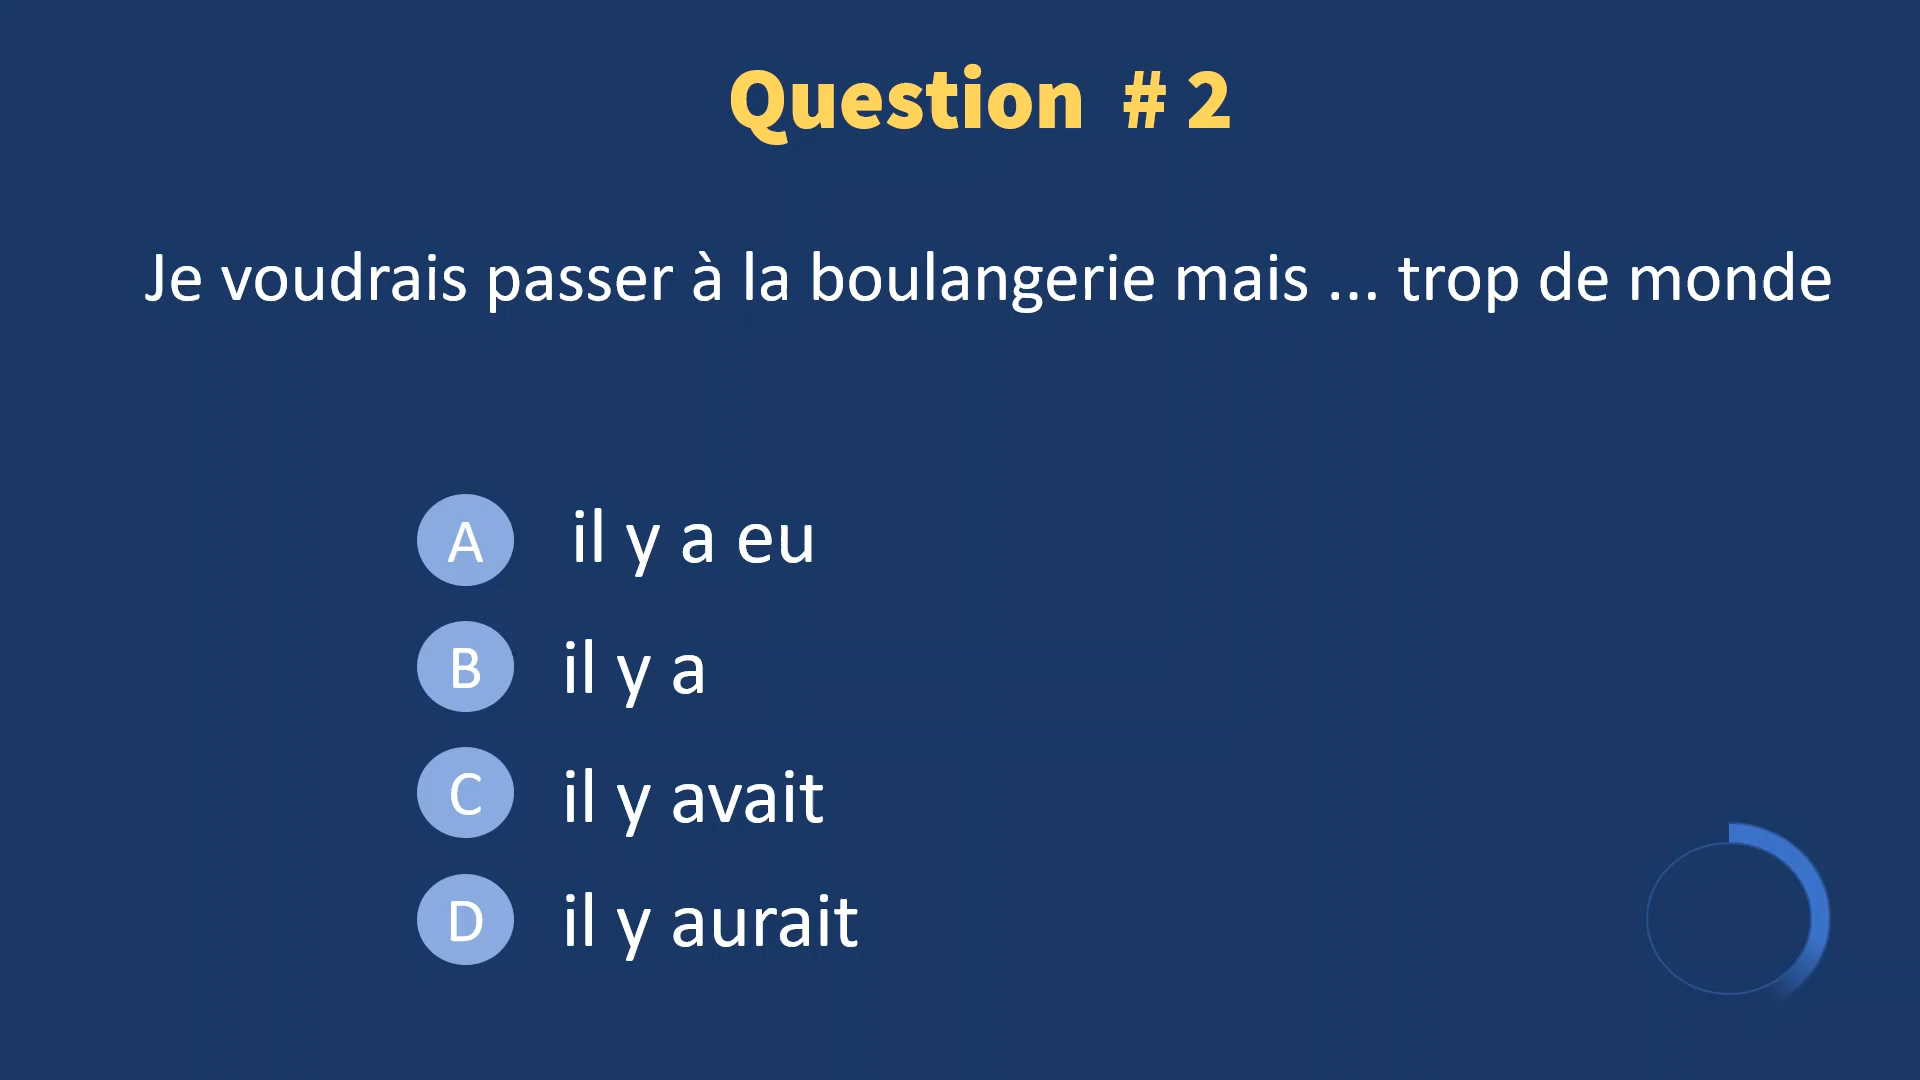 Question # 2
Je voudrais passer à la boulangerie mais ... trop de monde
A il y a eu
B il y a
C il y avait
D il y aurait